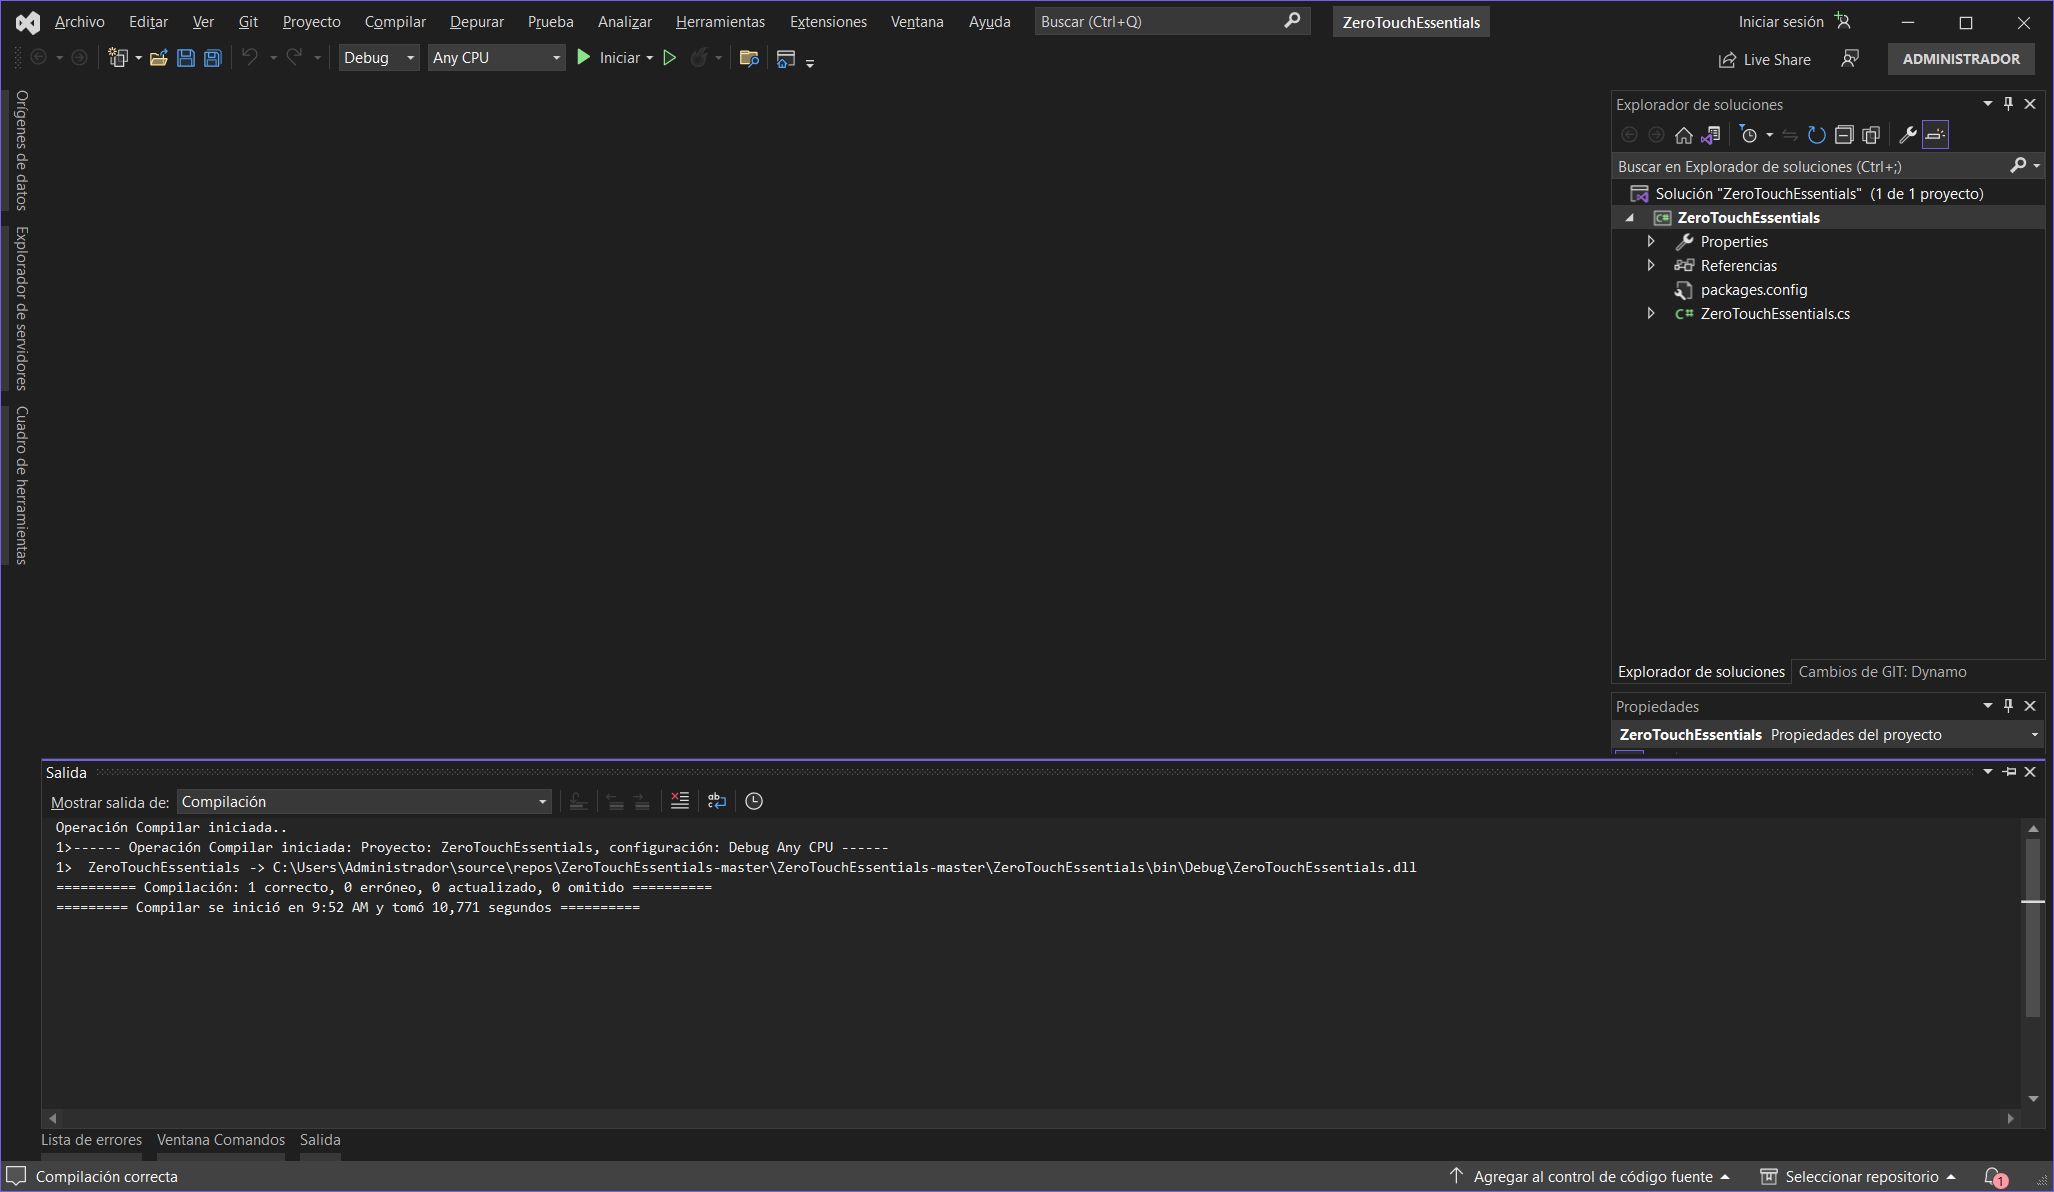 Archivo Editar Ver Git Proyecto Compilar Depurar Prueba Analizar Herramientas Extensiones Ventana Ayuda Buscar (Ctrl+Q) ZeroTouchEssentials Iniciar sesión
Debug Any CPU Iniciar Live Share ADMINISTRADOR
Orígenes de datos
Explorador de servidores
Cuadro de herramientas
Explorador de soluciones
Buscar en Explorador de soluciones (Ctrl+;)
Solución "ZeroTouchEssentials" (1 de 1 proyecto)
C# ZeroTouchEssentials
Properties
Referencias
packages.config
C# ZeroTouchEssentials.cs
Explorador de soluciones Cambios de GIT: Dynamo
Propiedades
ZeroTouchEssentials Propiedades del proyecto
Salida
Mostrar salida de: Compilación
Operación Compilar iniciada..
1>------ Operación Compilar iniciada: Proyecto: ZeroTouchEssentials, configuración: Debug Any CPU ------
1>  ZeroTouchEssentials -> C:\Users\Administrador\source\repos\ZeroTouchEssentials-master\ZeroTouchEssentials-master\ZeroTouchEssentials\bin\Debug\ZeroTouchEssentials.dll
========== Compilación: 1 correcto, 0 erróneo, 0 actualizado, 0 omitido ==========
========= Compilar se inició en 9:52 AM y tomó 10,771 segundos ==========
Lista de errores Ventana Comandos Salida
Compilación correcta Agregar al control de código fuente Seleccionar repositorio 1